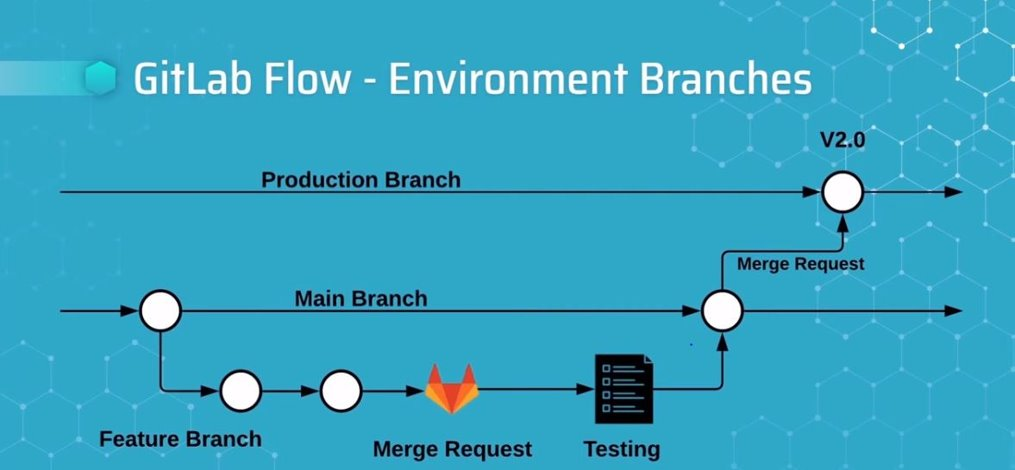 GitLab Flow - Environment Branches
V2.0
Production Branch
Merge Request
Main Branch
Feature Branch
Merge Request
Testing